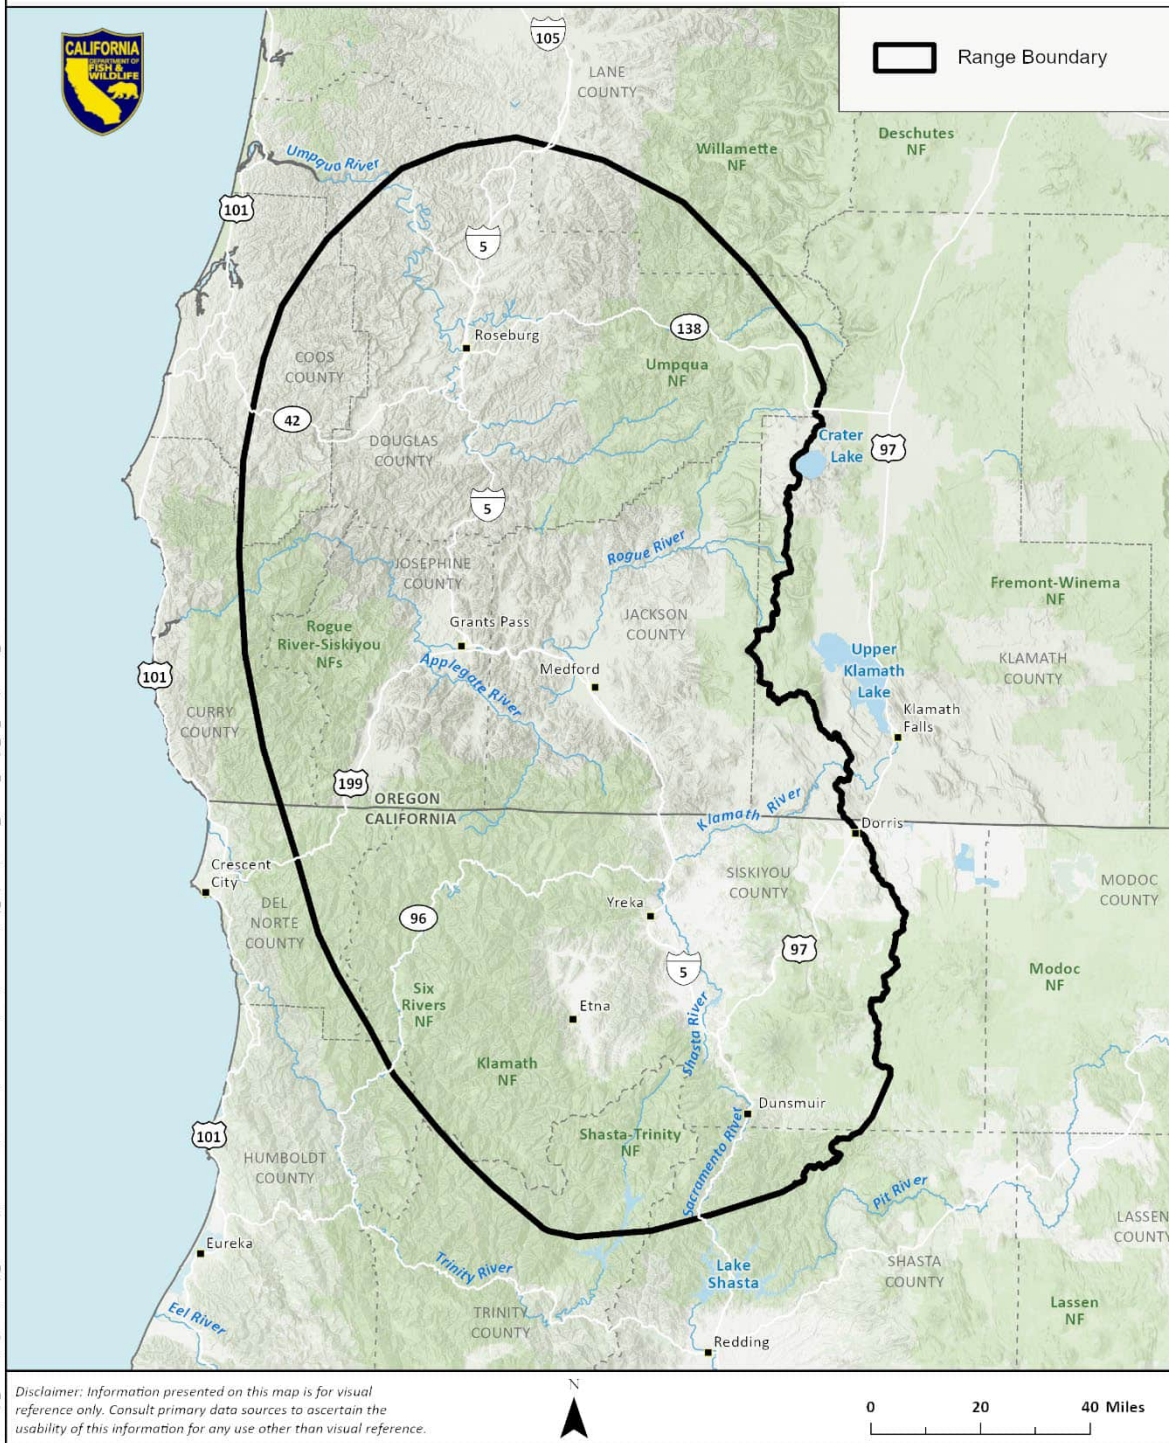 CALIFORNIA
DEPARTMENT OF
FISH &
WILDLIFE
Range Boundary
105
LANE
COUNTY
Deschutes
NF
Willamette
NF
Umpqua River
101
5
138
Roseburg
Umpqua
NF
COOS
COUNTY
42
DOUGLAS
COUNTY
Crater
Lake
97
5
Rogue River
JOSEPHINE
COUNTY
Fremont-Winema
NF
JACKSON
COUNTY
Grants Pass
Rogue
River-Siskiyou
NFs
Applegate River
Medford
Upper
Klamath
Lake
KLAMATH
COUNTY
101
CURRY
COUNTY
Klamath
Falls
199
OREGON
CALIFORNIA
Klamath River
Dorris
Crescent
City
SISKIYOU
COUNTY
MODOC
COUNTY
DEL
NORTE
COUNTY
96
Yreka
97
5
Modoc
NF
Six
Rivers
NF
Etna
Shasta River
Klamath
NF
Dunsmuir
101
Shasta-Trinity
NF
Sacramento River
HUMBOLDT
COUNTY
Pit River
LASSEN
COUNTY
Eureka
Trinity River
Lake
Shasta
SHASTA
COUNTY
Eel River
TRINITY
COUNTY
Lassen
NF
Redding
Disclaimer: Information presented on this map is for visual
reference only. Consult primary data sources to ascertain the
usability of this information for any use other than visual reference.
N
0 20 40 Miles